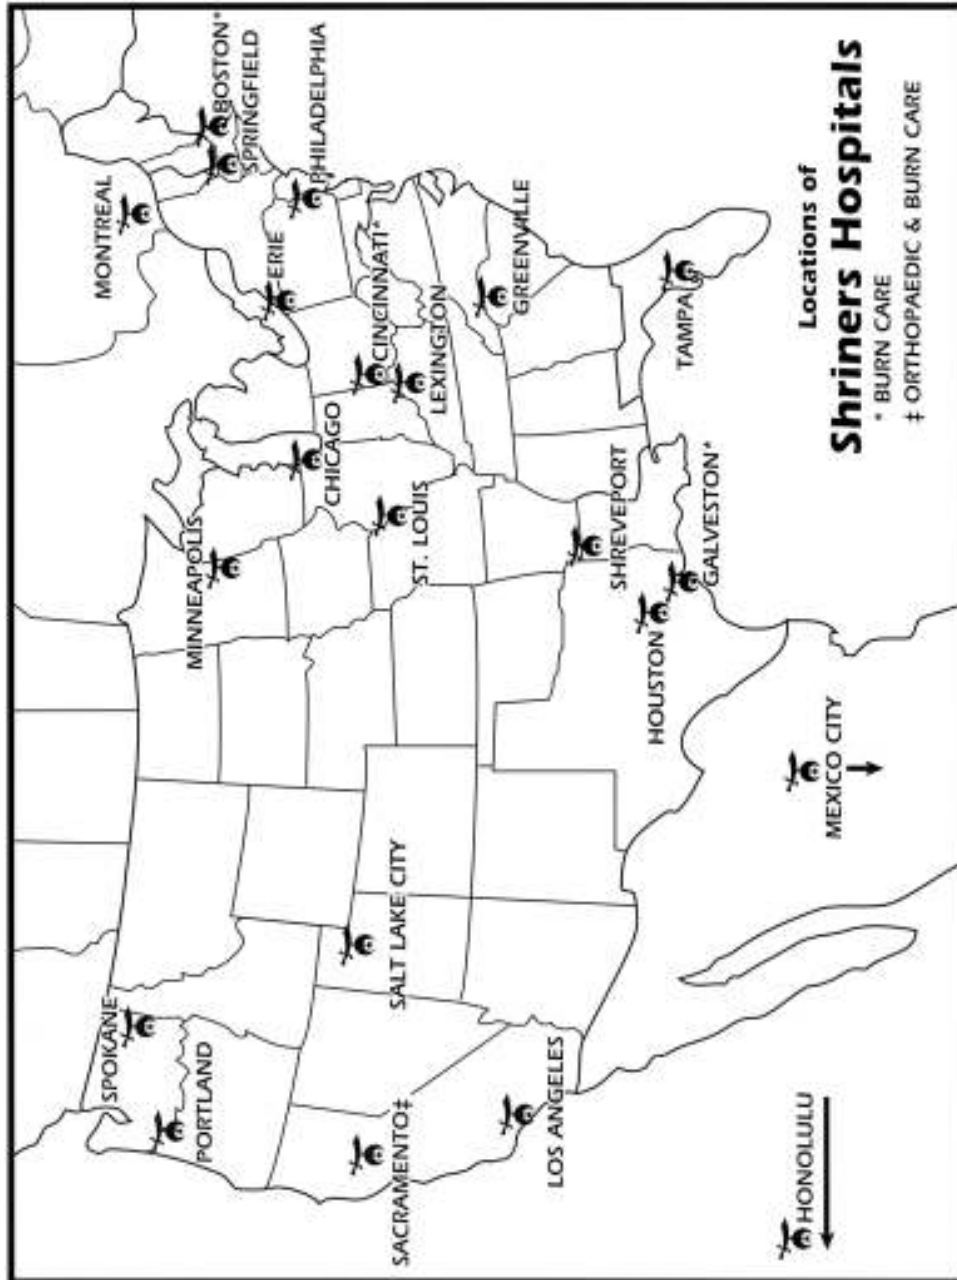 SPOKANE
PORTLAND
SACRAMENTO‡
LOS ANGELES
SALT LAKE CITY
HONOLULU
MINNEAPOLIS
CHICAGO
ST. LOUIS
SHREVEPORT
HOUSTON
GALVESTON*
MEXICO CITY
MONTREAL
BOSTON*
SPRINGFIELD
PHILADELPHIA
ERIE
CINCINNATI*
LEXINGTON
GREENVILLE
TAMPA
Locations of
Shriners Hospitals
* BURN CARE
‡ ORTHOPAEDIC & BURN CARE